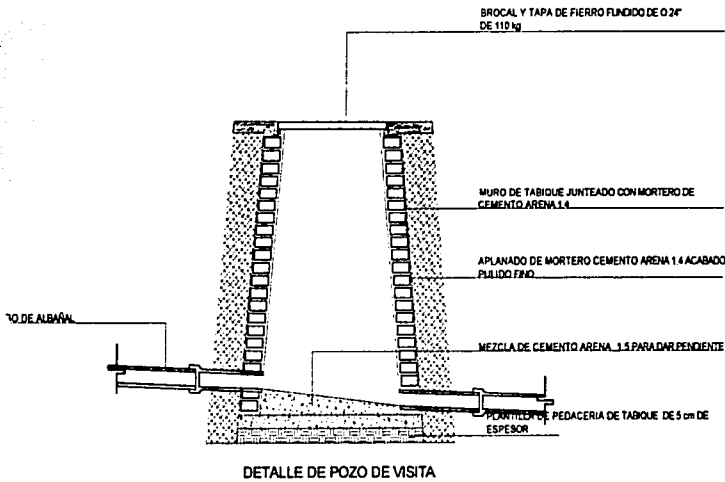 BROCAL Y TAPA DE FIERRO FUNDIDO DE O 24"
DE 110 kg
MURO DE TABIQUE JUNTEADO CON MORTERO DE
CEMENTO ARENA 1.4
APLANADO DE MORTERO CEMENTO ARENA 1 4 ACABADO
PULIDO FINO
DE ALBAÑAL
MEZCLA DE CEMENTO ARENA 1.5 PARA DAR PENDIENTE
PLANTILLA DE PEDACERIA DE TABIQUE DE 5 cm DE
ESPESOR
DETALLE DE POZO DE VISITA